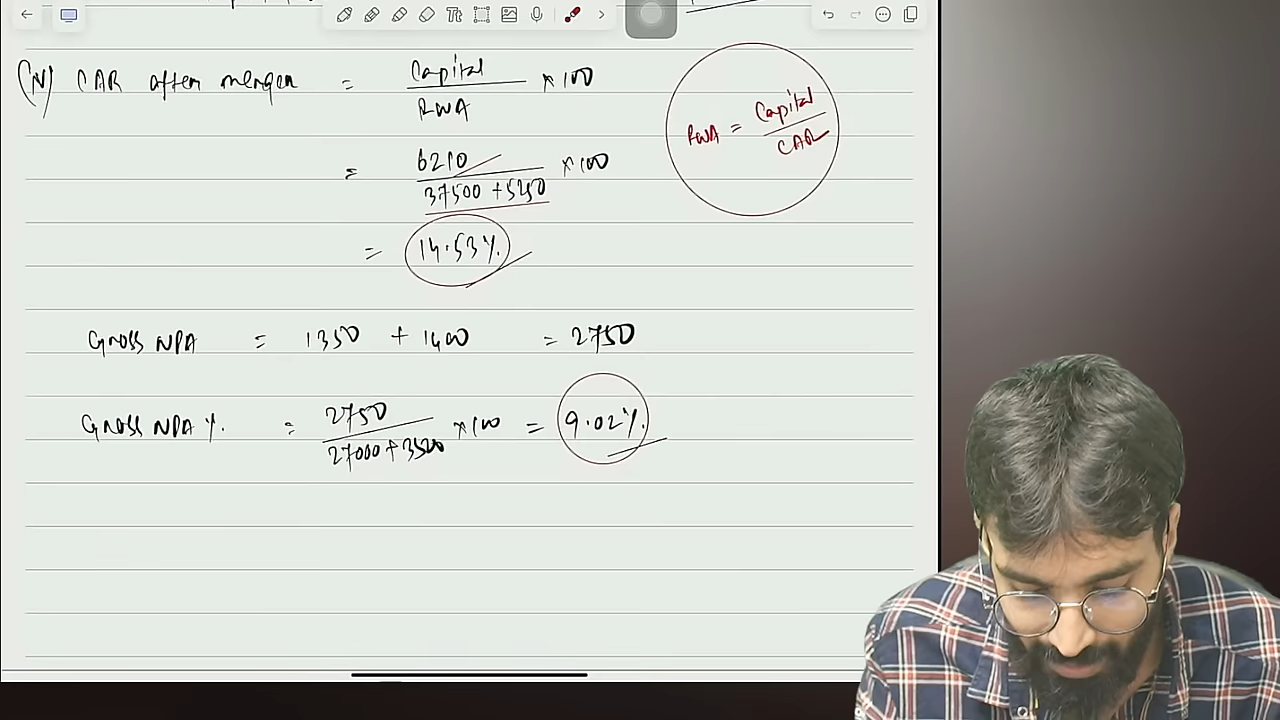 (iv) CAR after merger = Capital / RWA × 100
RWA = Capital / CAR
= 6210 / 37500 + 5250 × 100
= 14.53%
Gross NPA = 1350 + 1400 = 2750
Gross NPA % = 2750 / 27000 + 3500 × 100 = 9.02%